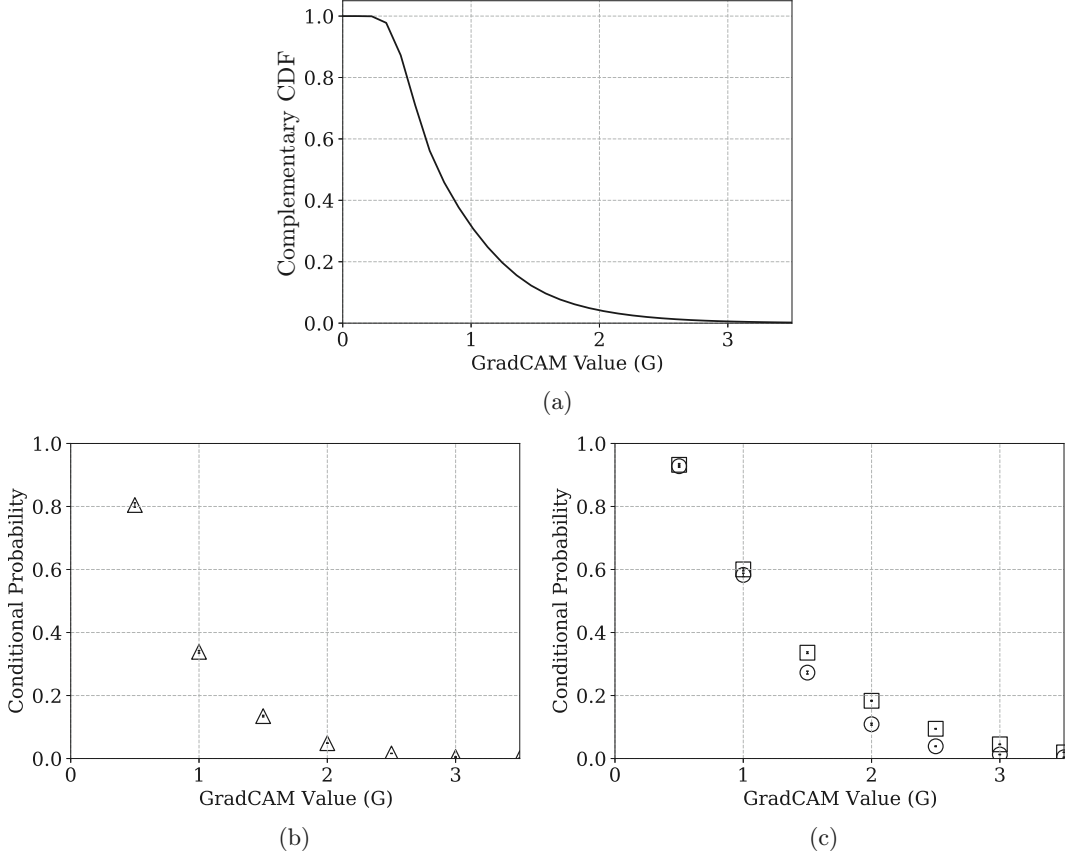 Complementary CDF
1.0
0.8
0.6
0.4
0.2
0.0
0 1 2 3
GradCAM Value (G)
(a)
Conditional Probability
1.0
0.8
0.6
0.4
0.2
0.0
0 1 2 3
GradCAM Value (G)
(b)
Conditional Probability
1.0
0.8
0.6
0.4
0.2
0.0
0 1 2 3
GradCAM Value (G)
(c)